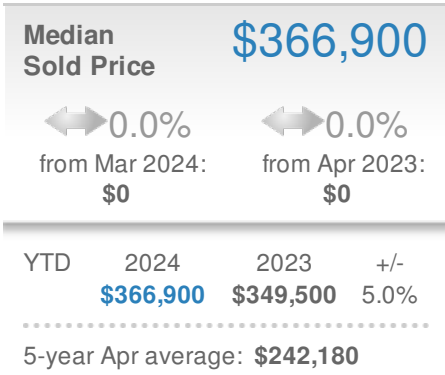 Median
Sold Price
$366,900
0.0%
from Mar 2024:
$0
0.0%
from Apr 2023:
$0
YTD 2024 2023 +/-
$366,900 $349,500 5.0%
5-year Apr average: $242,180